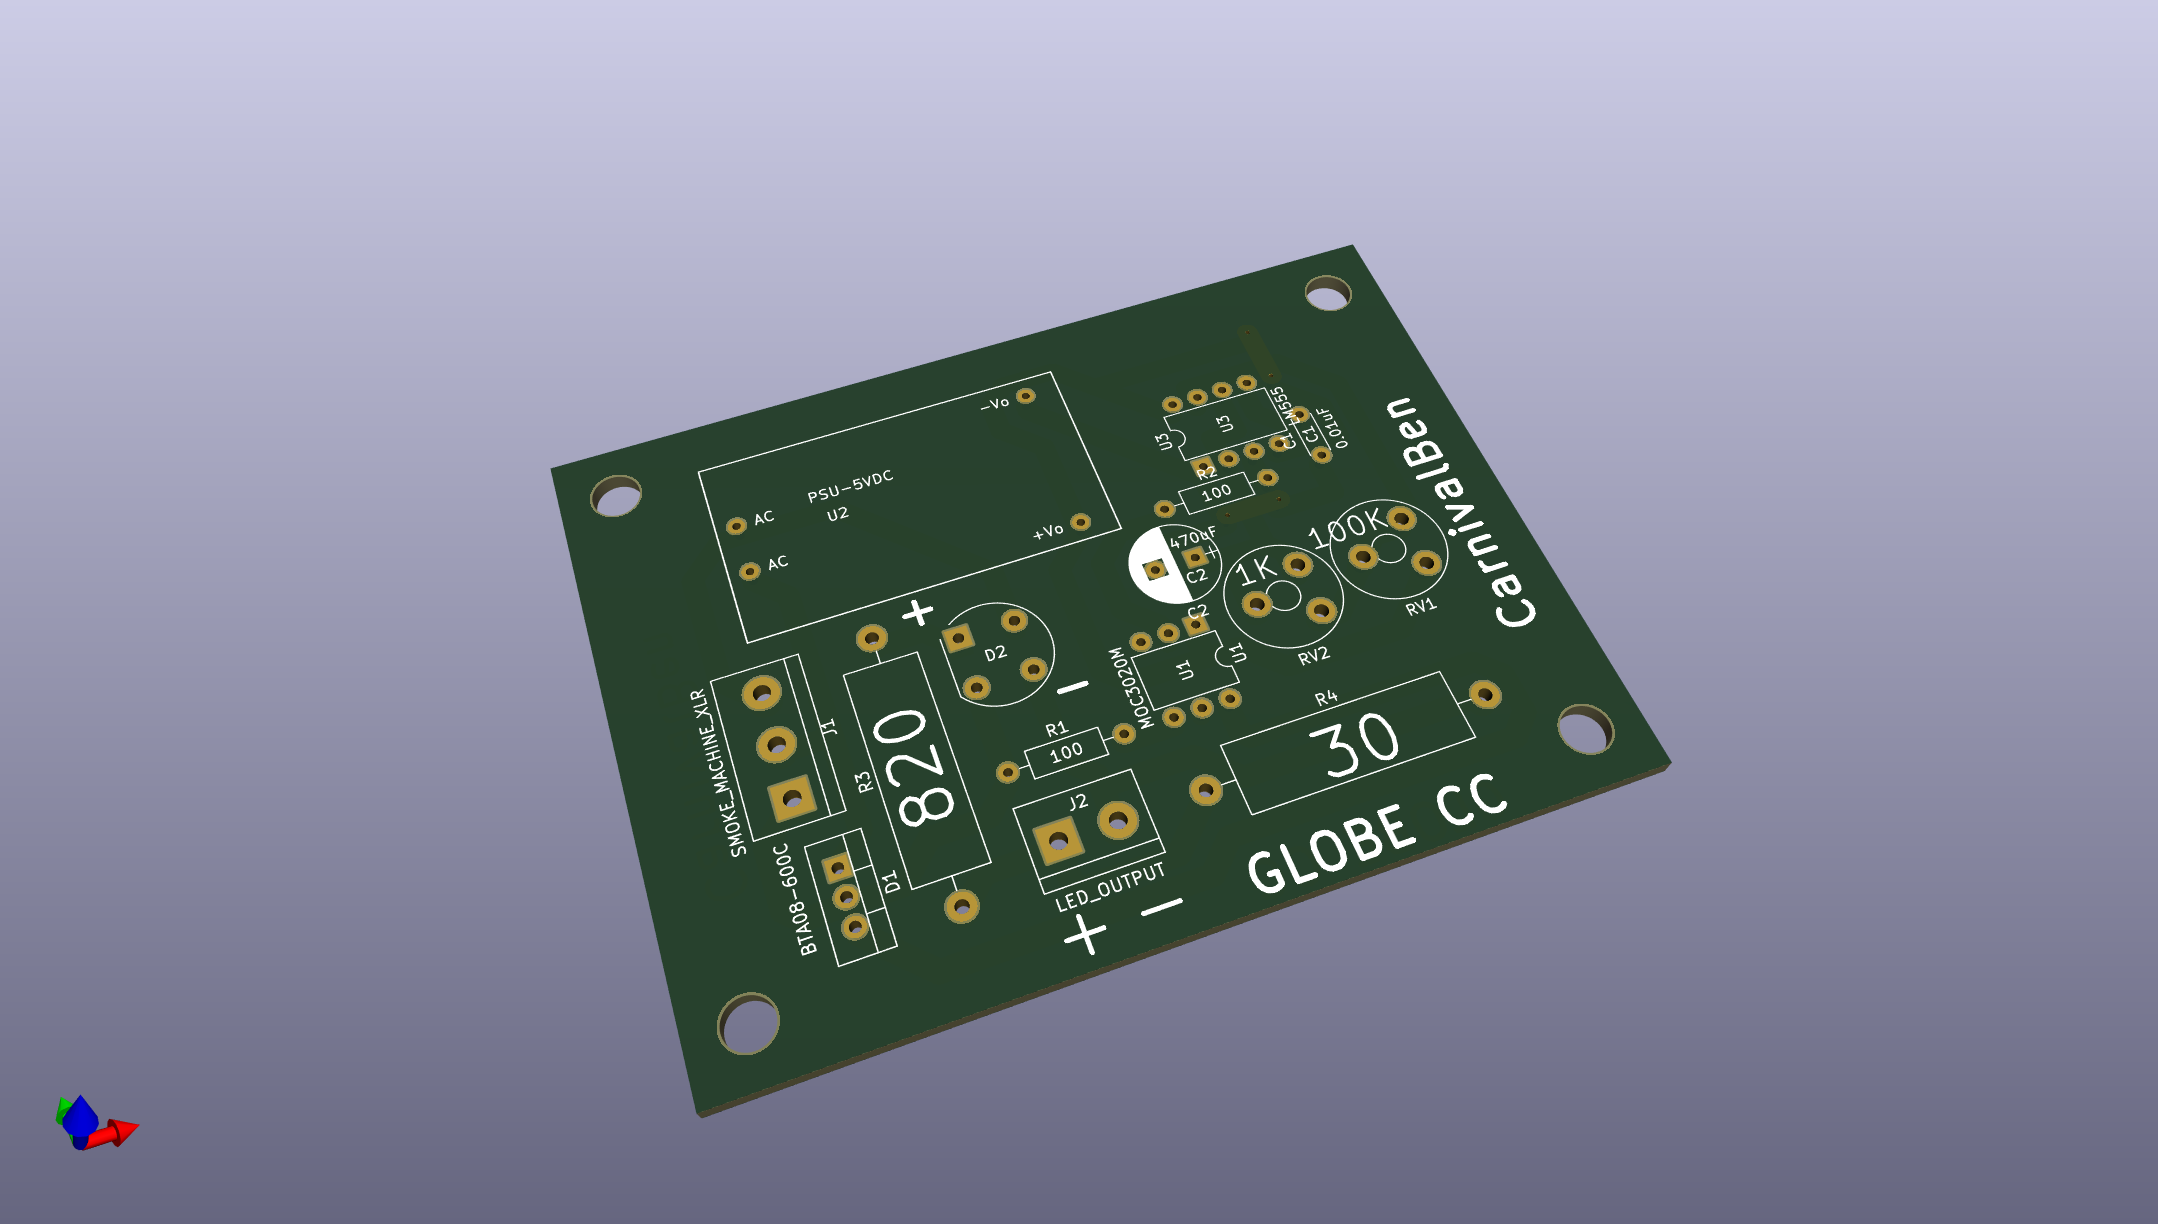 -Vo
AC
PSU-5VDC
U2
AC
+Vo
LM555
U3
U3
C1
C1
0.01uF
R2
100
470uF
+
C2
C2
100K
RV1
1K
RV2
CarnivalBen
+
D2
-
MOC3020M
U1
U1
SMOKE_MACHINE_XLR
J1
R3
820
R1
100
R4
30
J2
LED_OUTPUT
+ -
BTA08-600C
D1
GLOBE CC